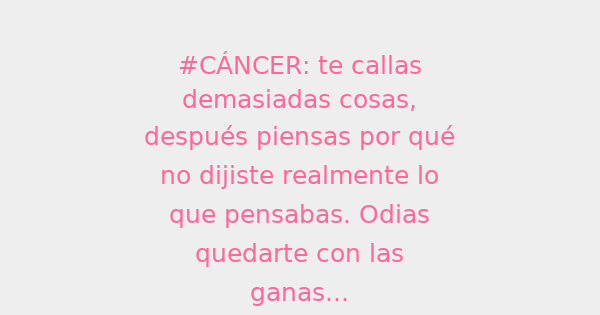 #CÁNCER: te callas
demasiadas cosas,
después piensas por qué
no dijiste realmente lo
que pensabas. Odias
quedarte con las
ganas...